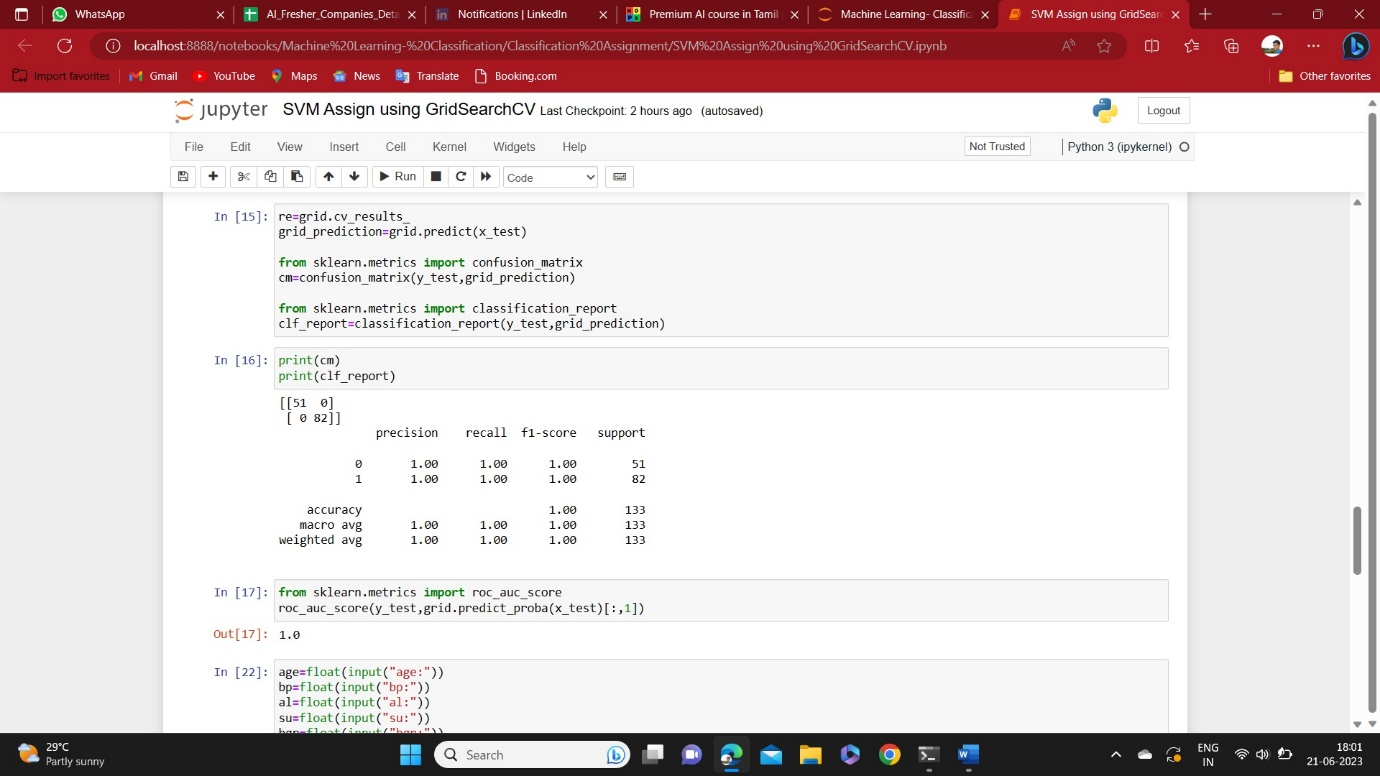 WhatsApp
AI_Fresher_Companies_Deta
Notifications | LinkedIn
Premium AI course in Tamil
Machine Learning- Classific
SVM Assign using GridSear
localhost:8888/notebooks/Machine%20Learning-%20Classification/Classification%20Assignment/SVM%20Assign%20using%20GridSearchCV.ipynb
Import favorites
Gmail
YouTube
Maps
News
Translate
Booking.com
Other favorites
jupyter SVM Assign using GridSearchCV Last Checkpoint: 2 hours ago (autosaved)
Logout
File Edit View Insert Cell Kernel Widgets Help
Not Trusted
Python 3 (ipykernel)
Run
Code
In [15]: re=grid.cv_results_
grid_prediction=grid.predict(x_test)
from sklearn.metrics import confusion_matrix
cm=confusion_matrix(y_test,grid_prediction)
from sklearn.metrics import classification_report
clf_report=classification_report(y_test,grid_prediction)
In [16]: print(cm)
print(clf_report)
[[51 0]
[ 0 82]]
precision recall f1-score support
0 1.00 1.00 1.00 51
1 1.00 1.00 1.00 82
accuracy 1.00 133
macro avg 1.00 1.00 1.00 133
weighted avg 1.00 1.00 1.00 133
In [17]: from sklearn.metrics import roc_auc_score
roc_auc_score(y_test,grid.predict_proba(x_test)[:,1])
Out[17]: 1.0
In [22]: age=float(input("age:"))
bp=float(input("bp:"))
al=float(input("al:"))
su=float(input("su:"))
29°C
Partly sunny
Search
ENG
IN
18:01
21-06-2023